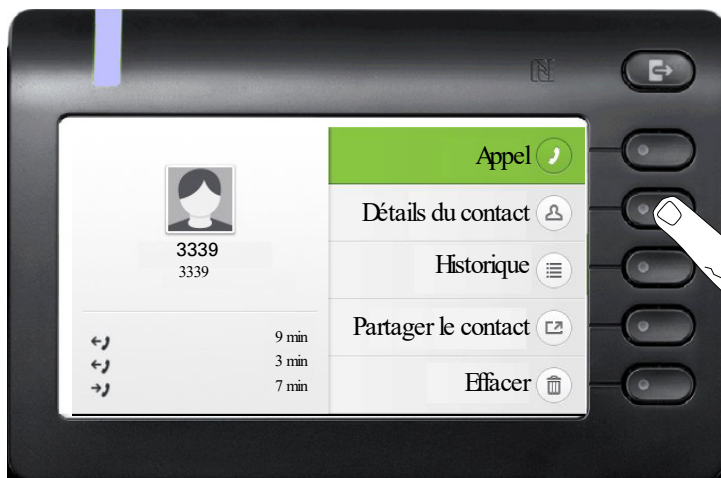 Appel
Détails du contact
3339
3339
Historique
Partager le contact
9 min
3 min
7 min
Effacer